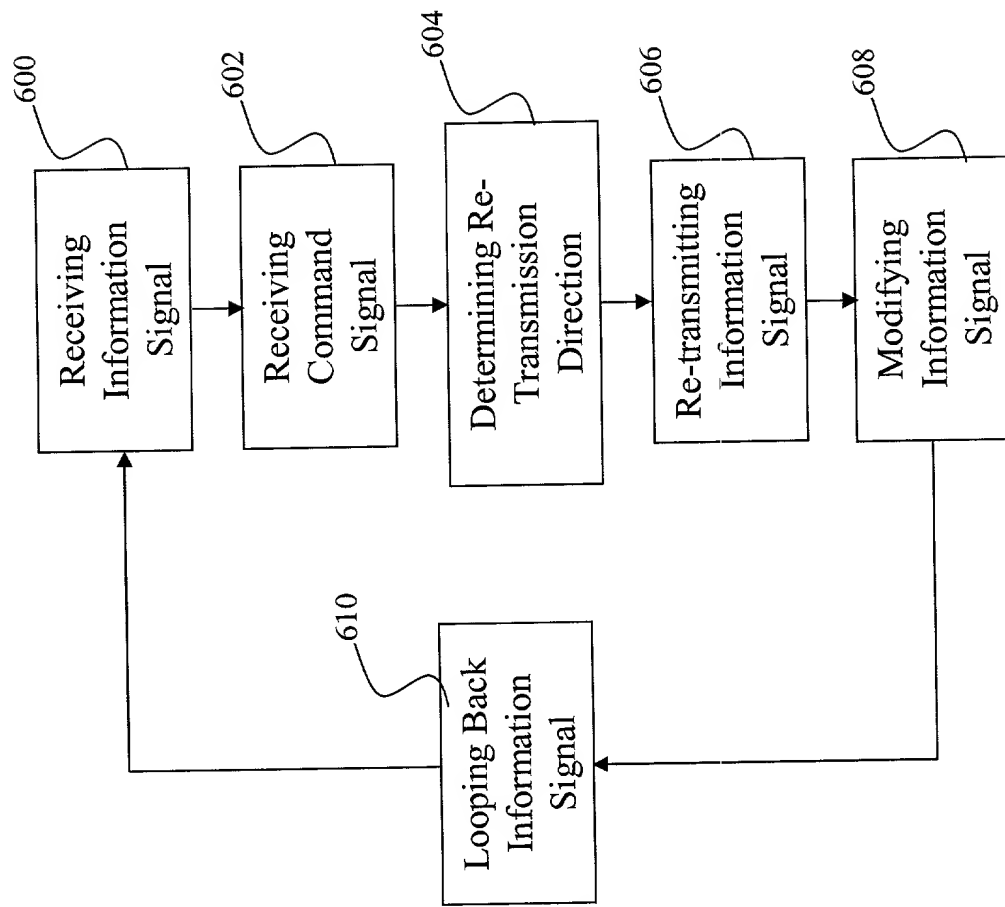 600
Receiving
Information
Signal
602
Receiving
Command
Signal
604
Determining Re-
Transmission
Direction
606
Re-transmitting
Information
Signal
608
Modifying
Information
Signal
610
Looping Back
Information
Signal